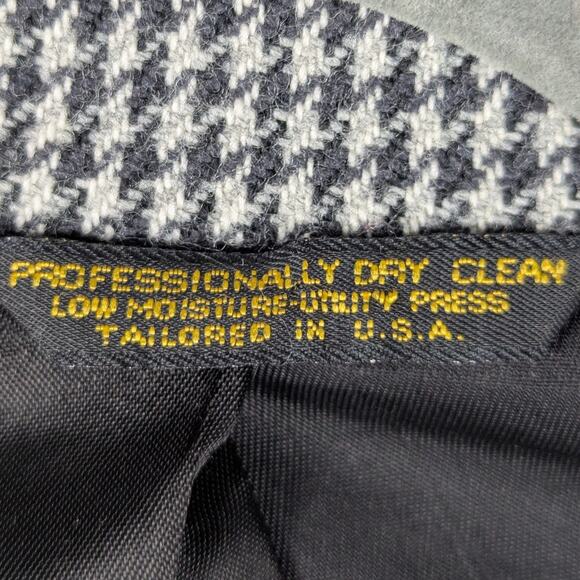 PROFESSIONALLY DRY CLEAN
LOW MOISTURE-UTILITY PRESS
TAILORED IN U.S.A.